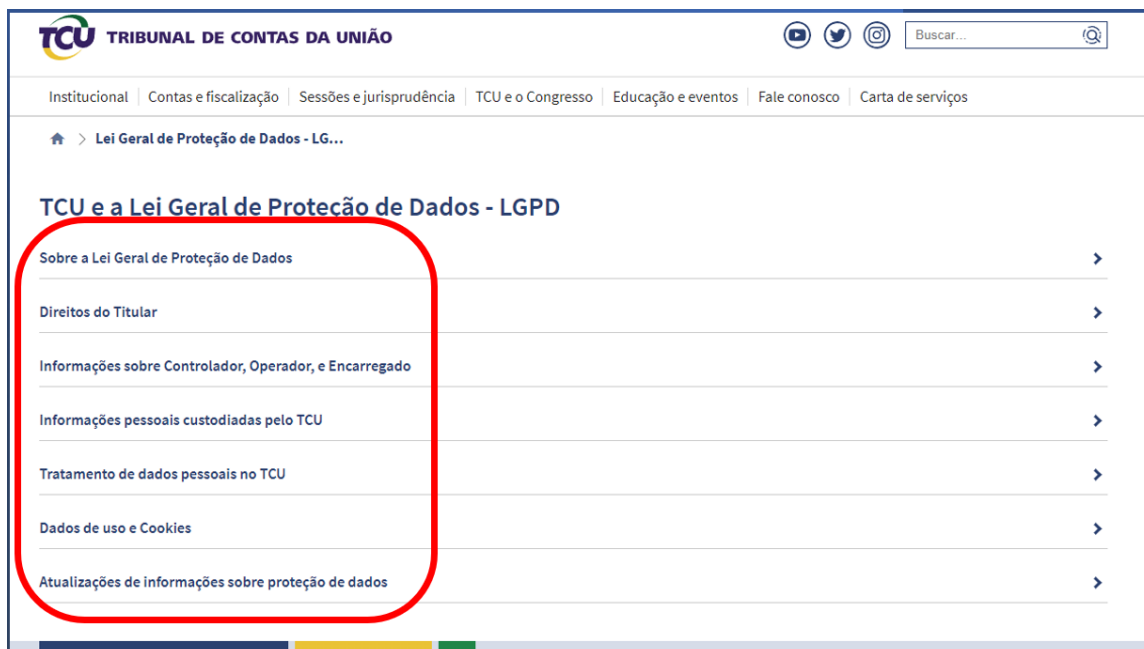 TCU TRIBUNAL DE CONTAS DA UNIÃO
Buscar...
Institucional Contas e fiscalização Sessões e jurisprudência TCU e o Congresso Educação e eventos Fale conosco Carta de serviços
> Lei Geral de Proteção de Dados - LG...
TCU e a Lei Geral de Proteção de Dados - LGPD
Sobre a Lei Geral de Proteção de Dados
Direitos do Titular
Informações sobre Controlador, Operador, e Encarregado
Informações pessoais custodiadas pelo TCU
Tratamento de dados pessoais no TCU
Dados de uso e Cookies
Atualizações de informações sobre proteção de dados